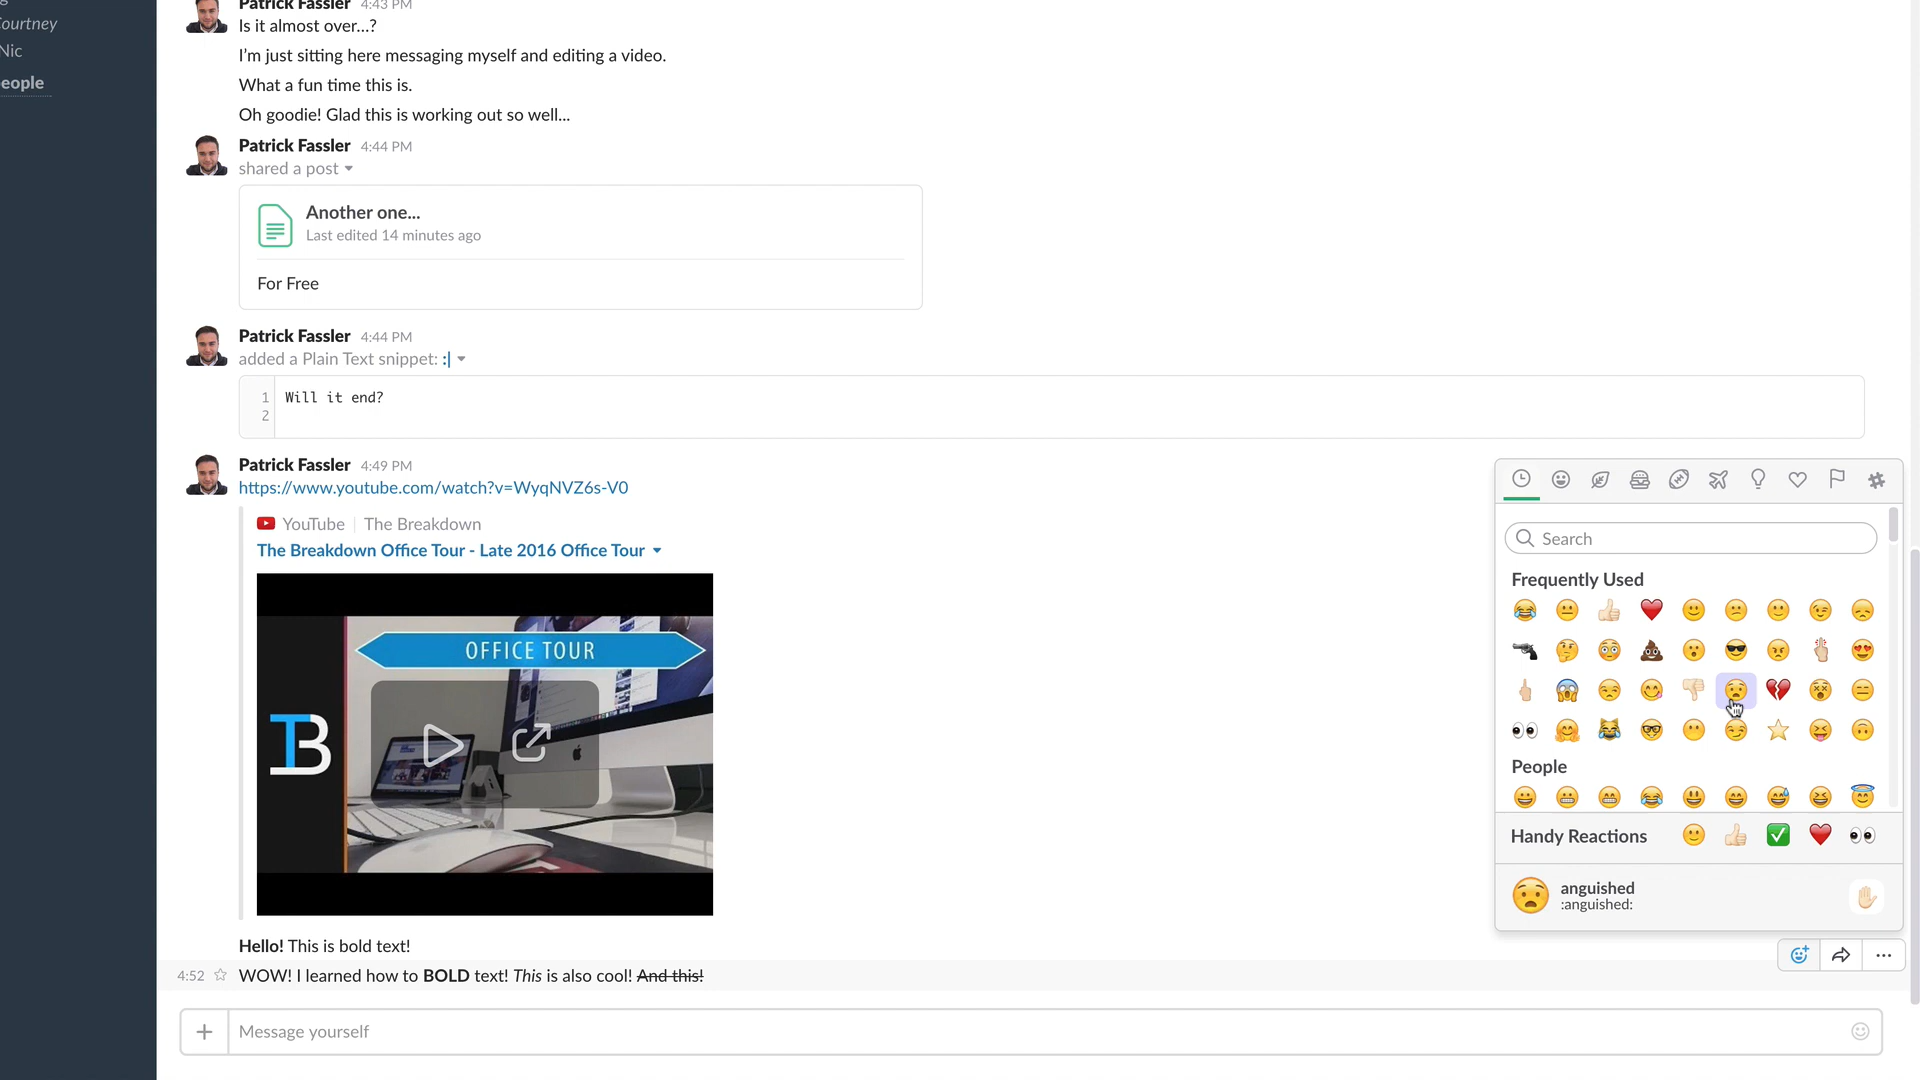 Courtney
Nic
eople
Patrick Fassler 4:43 PM
Is it almost over...?
I'm just sitting here messaging myself and editing a video.
What a fun time this is.
Oh goodie! Glad this is working out so well...
Patrick Fassler 4:44 PM
shared a post
Another one...
Last edited 14 minutes ago
For Free
Patrick Fassler 4:44 PM
added a Plain Text snippet: :|
1 Will it end?
2
Patrick Fassler 4:49 PM
https://www.youtube.com/watch?v=WyqNVZ6s-V0
YouTube The Breakdown
The Breakdown Office Tour - Late 2016 Office Tour
OFFICE TOUR
TB
Hello! This is bold text!
4:52 WOW! I learned how to BOLD text! This is also cool! And this!
Message yourself
Search
Frequently Used
People
Handy Reactions
anguished
:anguished: